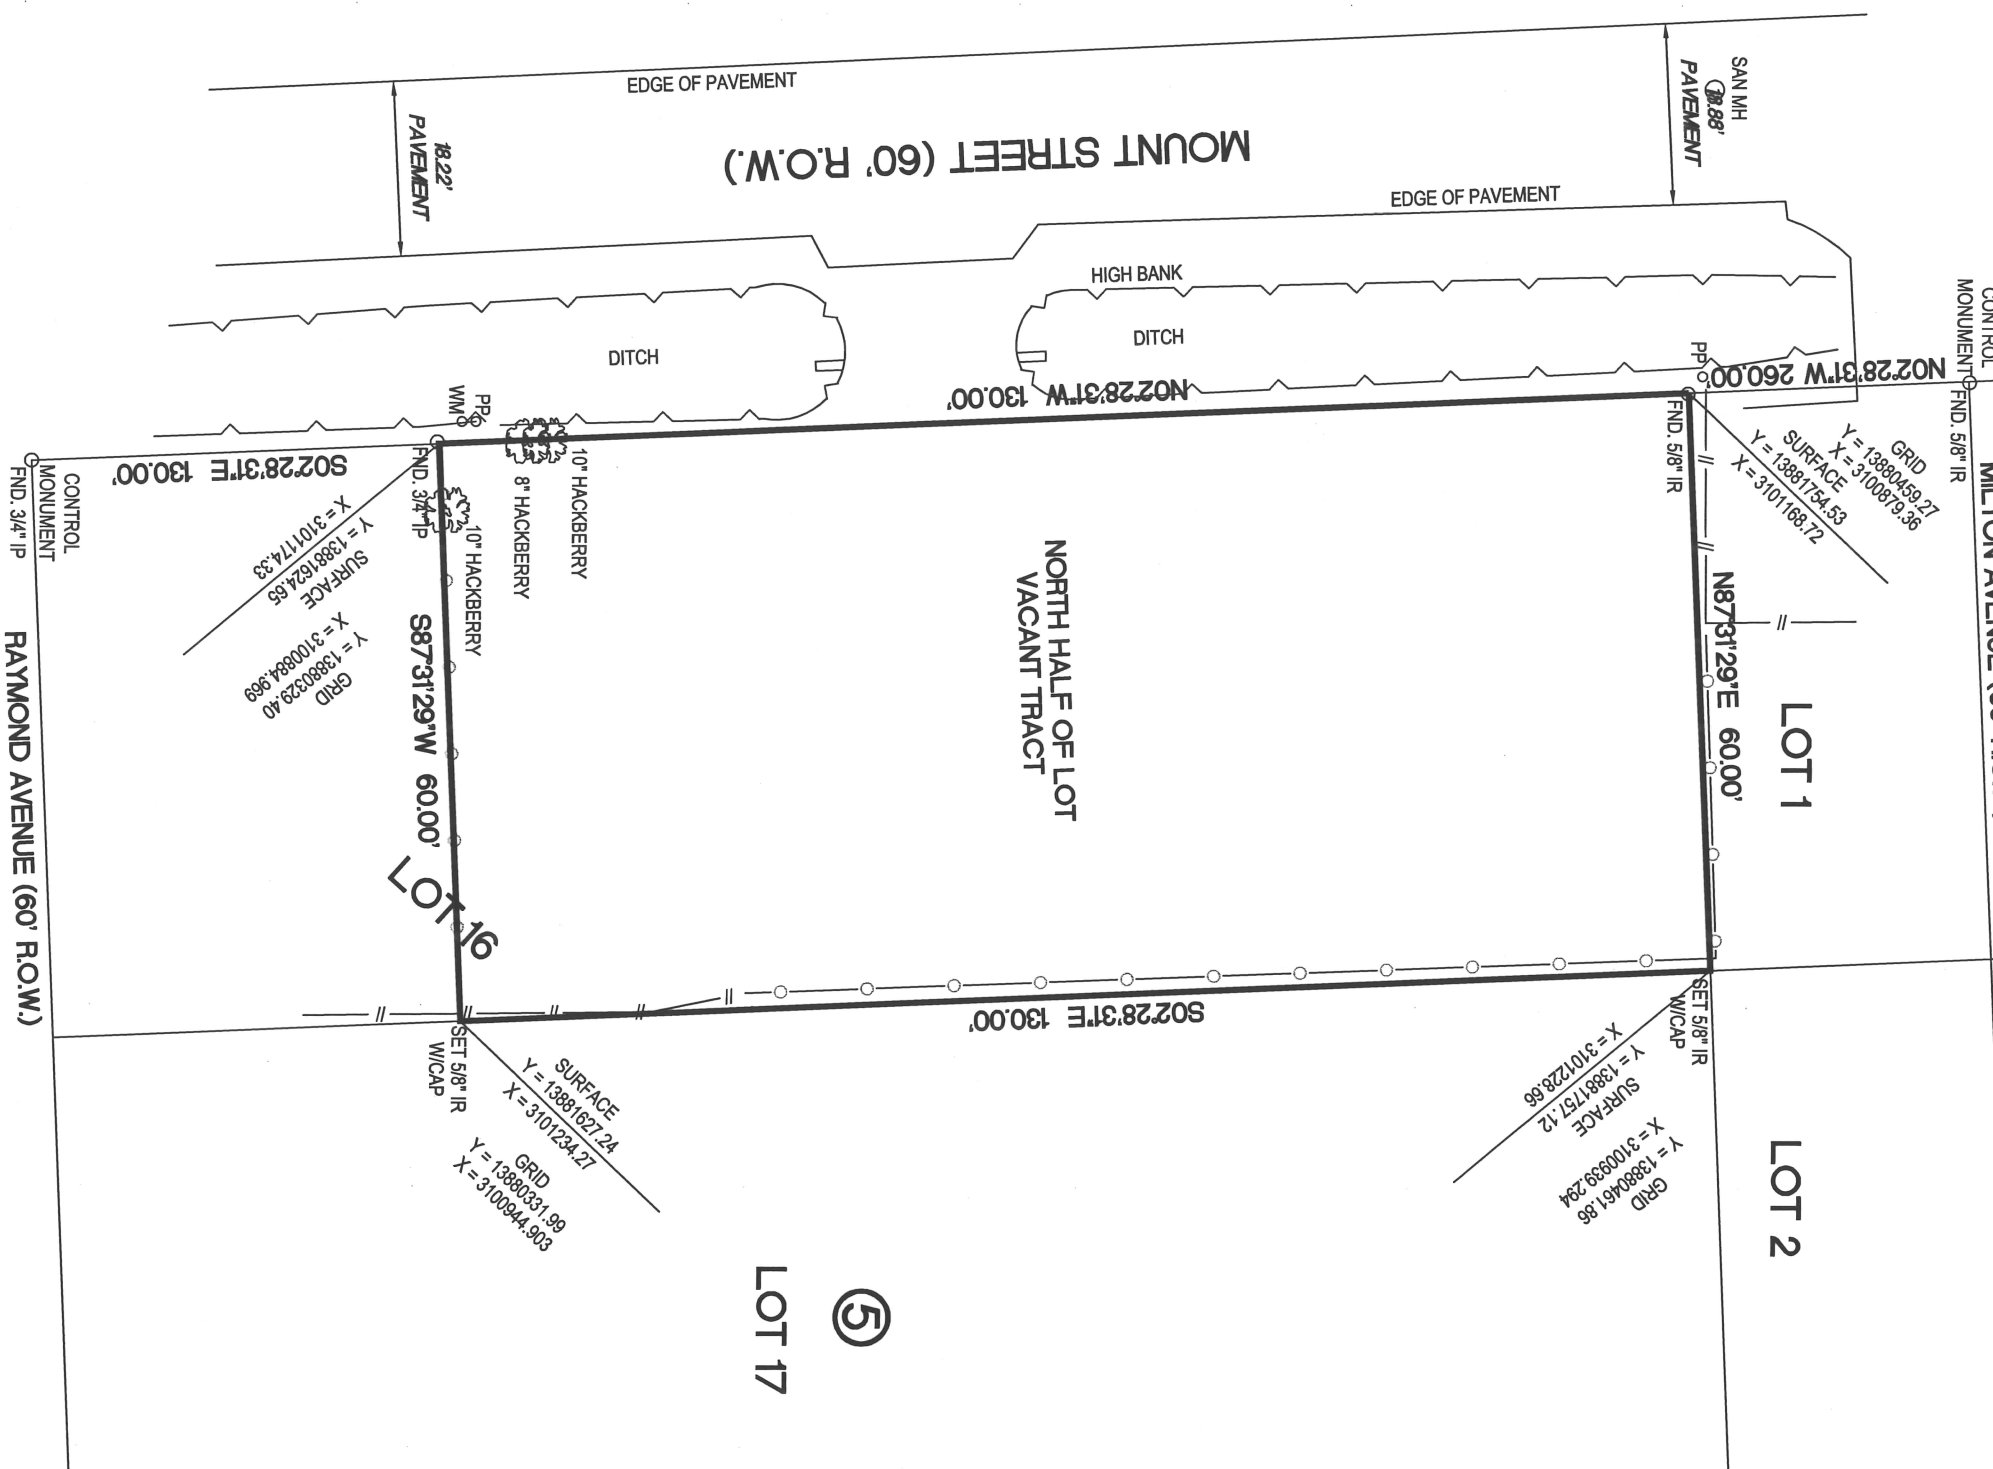 EDGE OF PAVEMENT
MOUNT STREET (60' R.O.W.)
EDGE OF PAVEMENT
18.22'
PAVEMENT
SAN MH
18.88'
PAVEMENT
HIGH BANK
DITCH
DITCH
PP
WM
PP
CONTROL
MONUMENT
FND. 5/8" IR
N02°28'31"W 260.00'
N02°28'31"W 130.00'
S02°28'31"E 130.00'
CONTROL
MONUMENT
FND. 3/4" IP
FND. 3/4" IP
FND. 5/8" IR
10" HACKBERRY
8" HACKBERRY
10" HACKBERRY
GRID
Y = 13880459.27
X = 3100879.36
SURFACE
Y = 13881754.53
X = 3101168.72
X = 3101174.33
Y = 13881624.65
SURFACE
X = 3100884.969
Y = 13880329.40
GRID
NORTH HALF OF LOT
VACANT TRACT
N87°31'29"E 60.00'
S87°31'29"W 60.00'
LOT 1
LOT 16
RAYMOND AVENUE (60' R.O.W.)
S02°28'31"E 130.00'
SET 5/8" IR
W/CAP
SET 5/8" IR
W/CAP
SURFACE
Y = 13881627.24
X = 3101234.27
GRID
Y = 13880331.99
X = 3100944.903
X = 3101228.66
Y = 13881757.12
SURFACE
X = 3100939.294
Y = 13880461.86
GRID
LOT 2
5
LOT 17